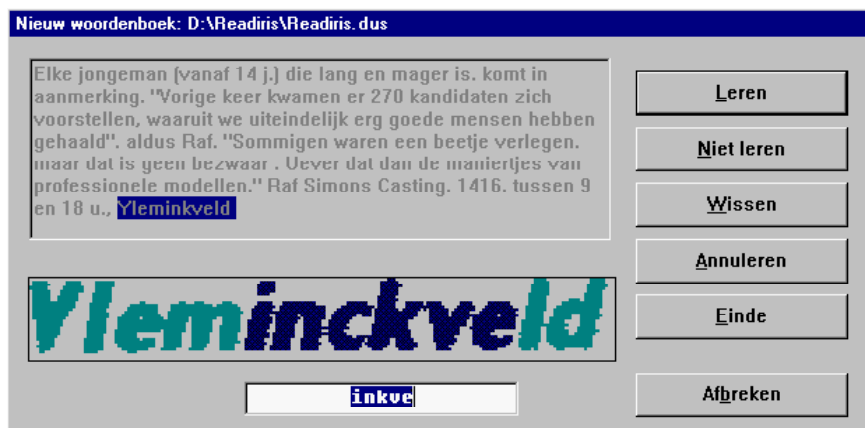 Nieuw woordenboek: D:\Readiris\Readiris.dus
Elke jongeman (vanaf 14 j.) die lang en mager is. komt in
aanmerking. "Vorige keer kwamen er 270 kandidaten zich
voorstellen, waaruit we uiteindelijk erg goede mensen hebben
gehaald". aldus Raf. "Sommigen waren een beetje verlegen.
maar dat is geen bezwaar . Uever dat dan de maniertjes van
professionele modellen." Raf Simons Casting. 1416. tussen 9
en 18 u., Yleminkveld
Yleminckveld
inkve
Leren
Niet leren
Wissen
Annuleren
Einde
Afbreken